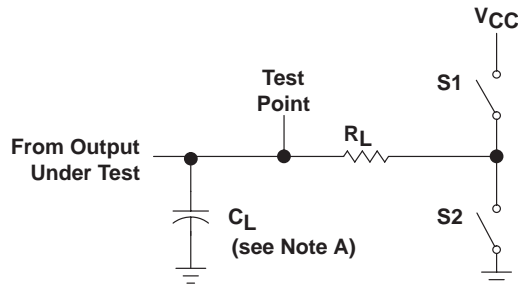 VCC
S1
Test
Point
RL
From Output
Under Test
S2
CL
(see Note A)